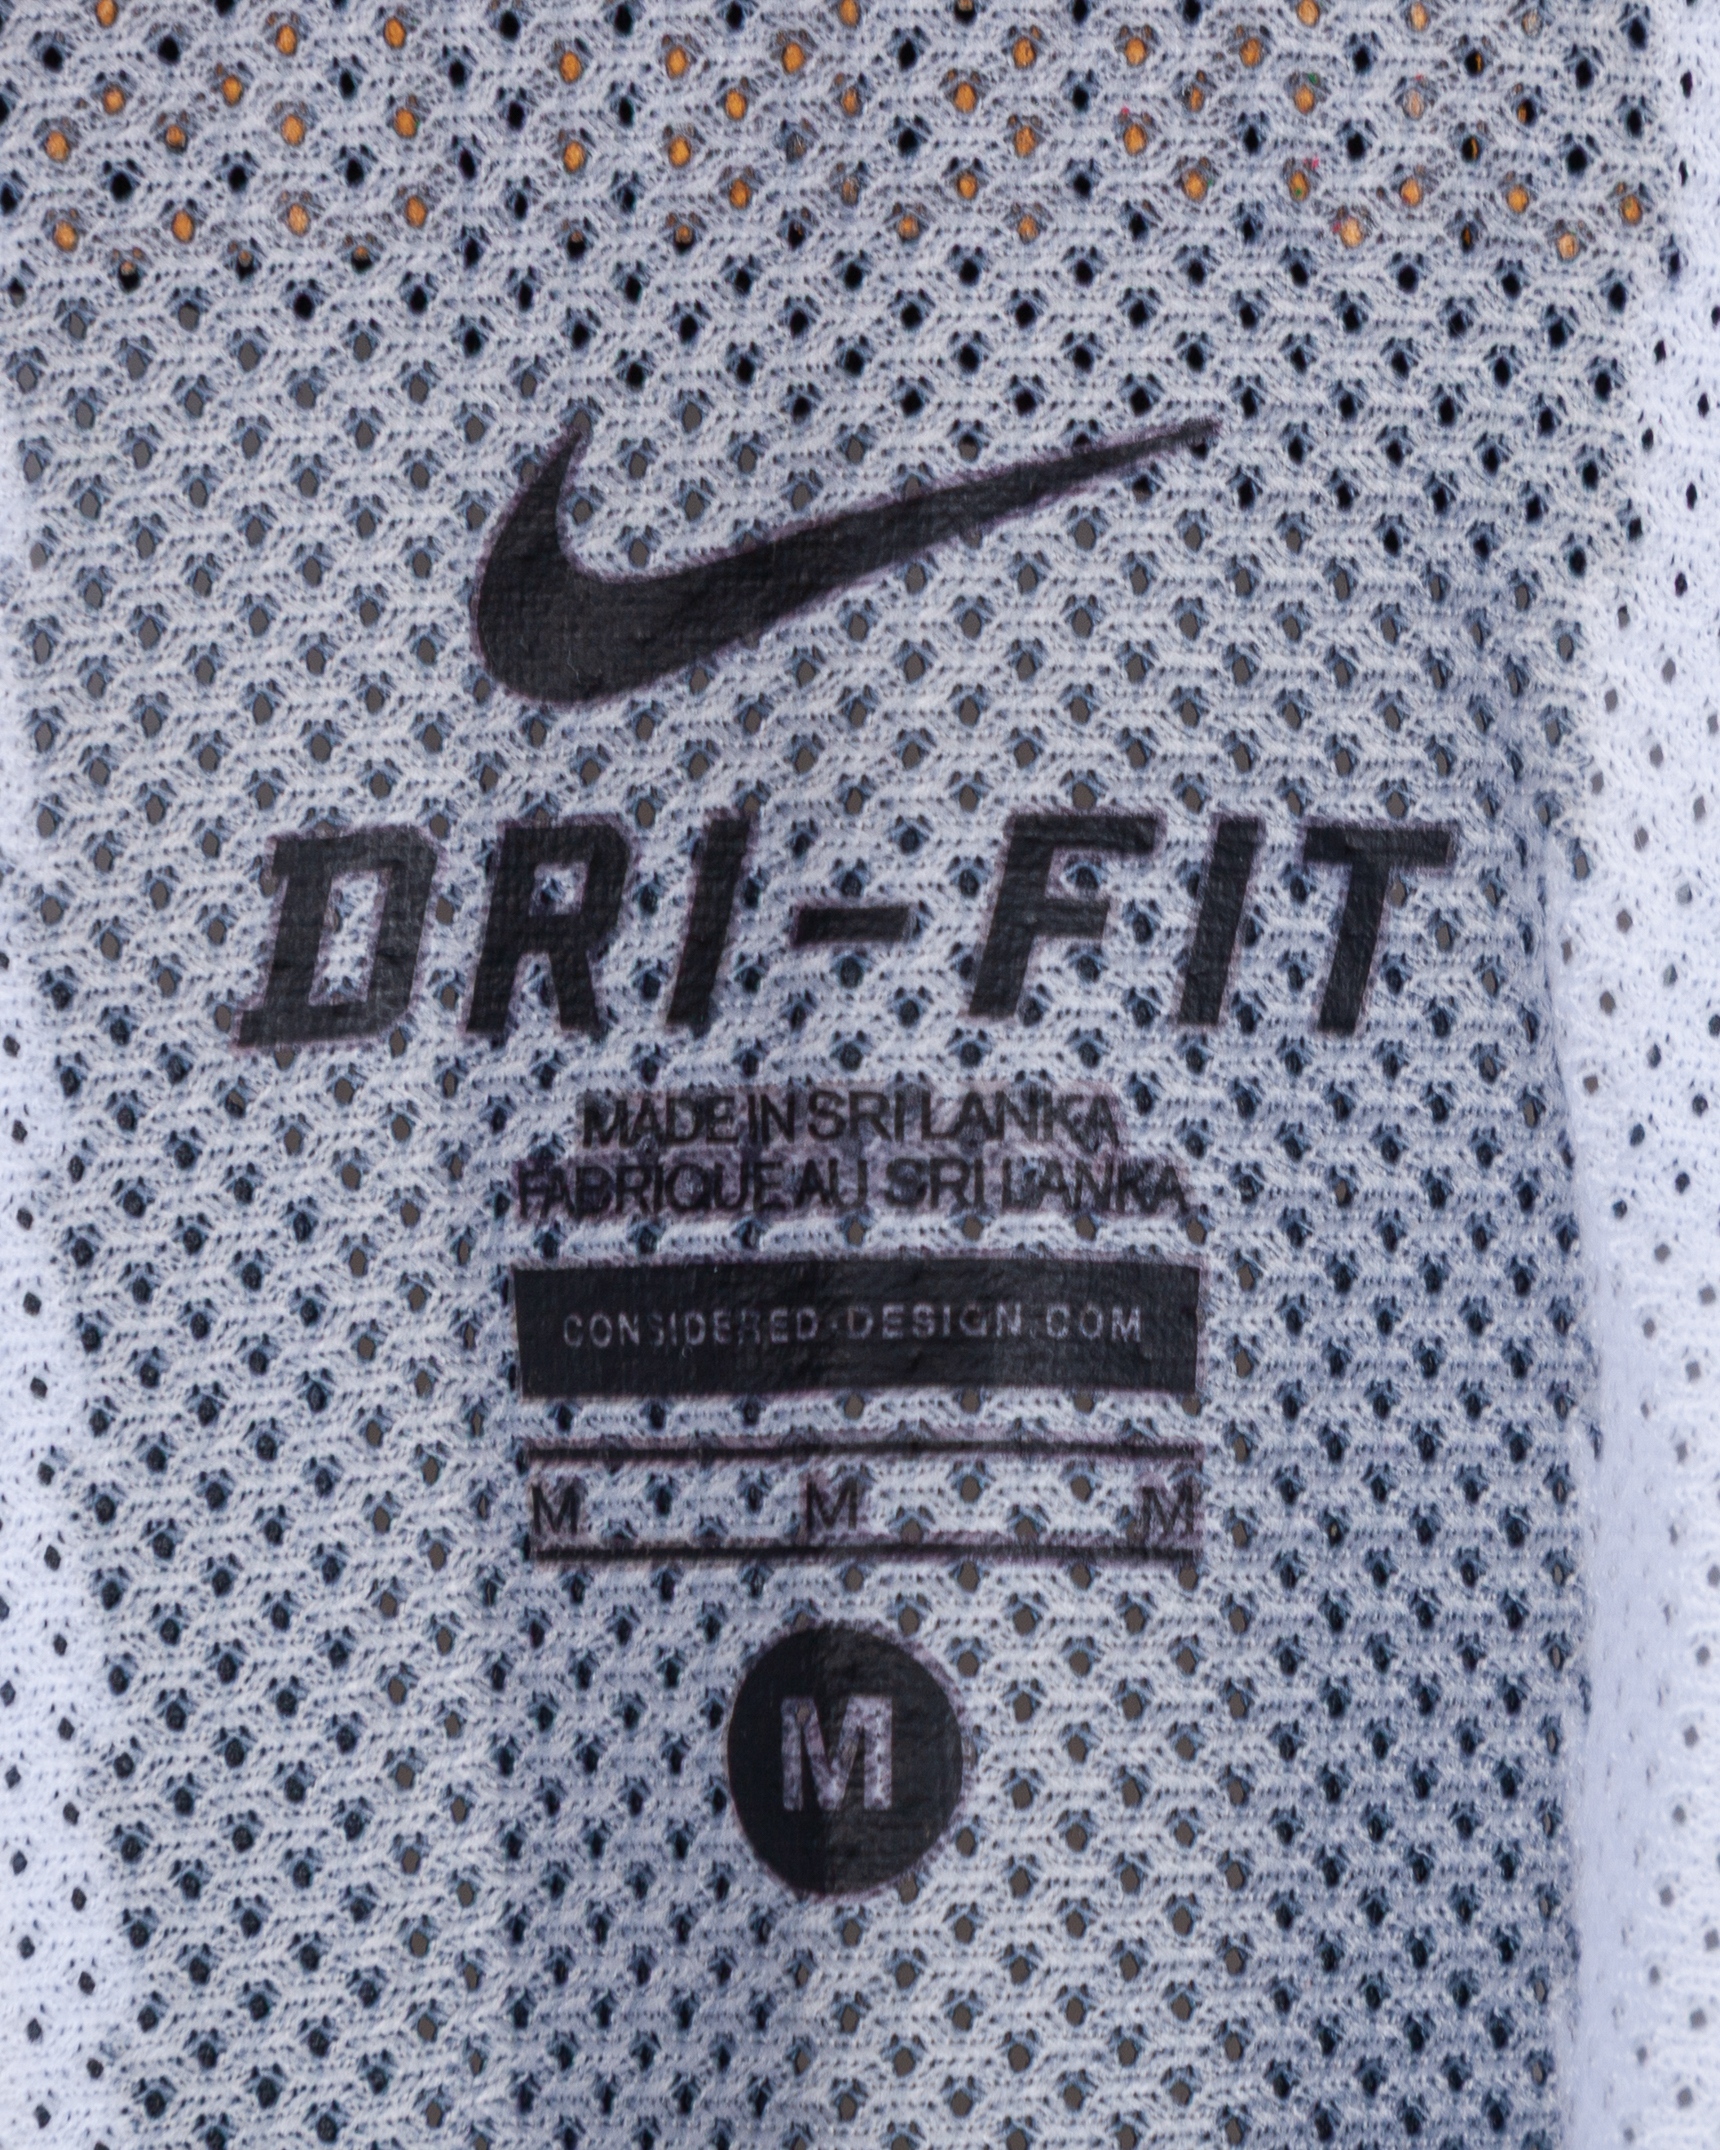 DRI-FIT
MADE IN SRI LANKA
FABRIQUE AU SRI LANKA
CONSIDERED-DESIGN.COM
M M M
M